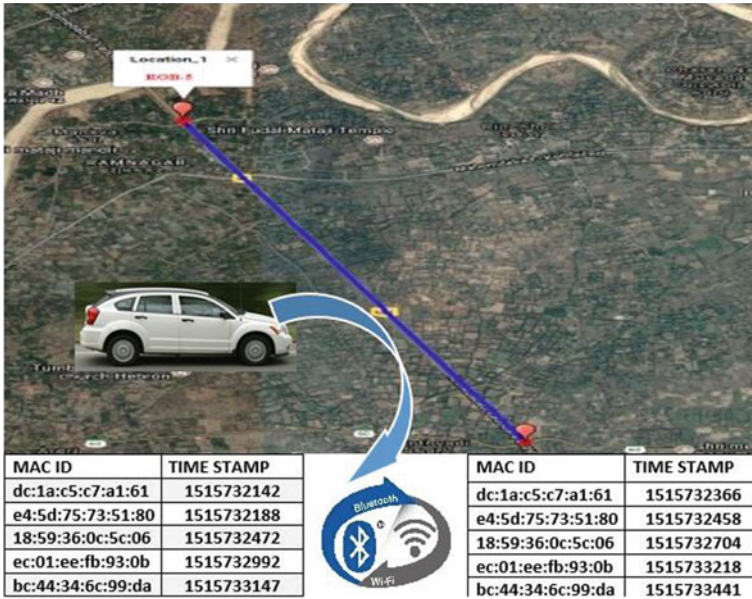 Location_1
ROB-5
Shri Fudal Mataji Temple
RAMNAGAR
MAC ID TIME STAMP
dc:1a:c5:c7:a1:61 1515732142
e4:5d:75:73:51:80 1515732188
18:59:36:0c:5c:06 1515732472
ec:01:ee:fb:93:0b 1515732992
bc:44:34:6c:99:da 1515733147
Bluetooth
Wi-Fi
MAC ID TIME STAMP
dc:1a:c5:c7:a1:61 1515732366
e4:5d:75:73:51:80 1515732458
18:59:36:0c:5c:06 1515732704
ec:01:ee:fb:93:0b 1515733218
bc:44:34:6c:99:da 1515733441